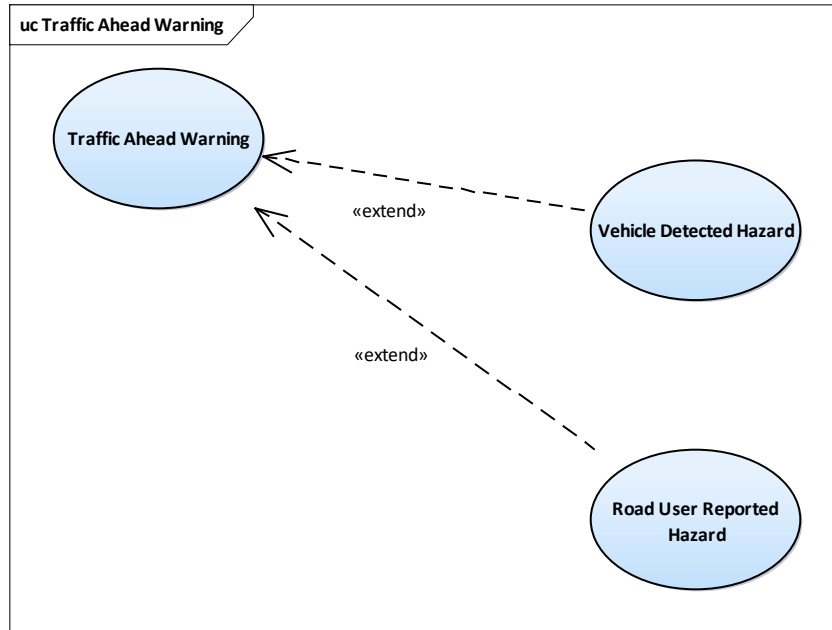 uc Traffic Ahead Warning
Traffic Ahead Warning
«extend»
Vehicle Detected Hazard
«extend»
Road User Reported
Hazard